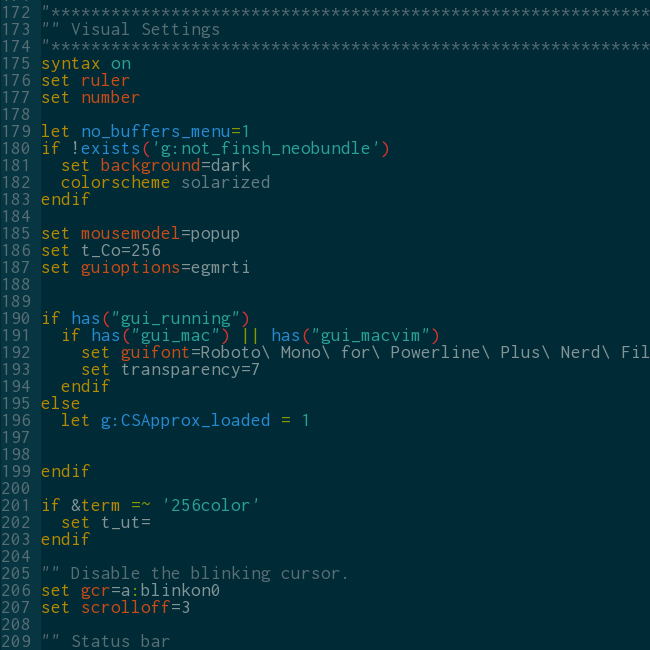 172 "************************************************************
173 "" Visual Settings
174 "************************************************************
175 syntax on
176 set ruler
177 set number
178
179 let no_buffers_menu=1
180 if !exists('g:not_finsh_neobundle')
181   set background=dark
182   colorscheme solarized
183 endif
184
185 set mousemodel=popup
186 set t_Co=256
187 set guioptions=egmrti
188
189
190 if has("gui_running")
191   if has("gui_mac") || has("gui_macvim")
192     set guifont=Roboto\ Mono\ for\ Powerline\ Plus\ Nerd\ Fil
193     set transparency=7
194   endif
195 else
196   let g:CSApprox_loaded = 1
197
198
199 endif
200
201 if &term =~ '256color'
202   set t_ut=
203 endif
204
205 "" Disable the blinking cursor.
206 set gcr=a:blinkon0
207 set scrolloff=3
208
209 "" Status bar